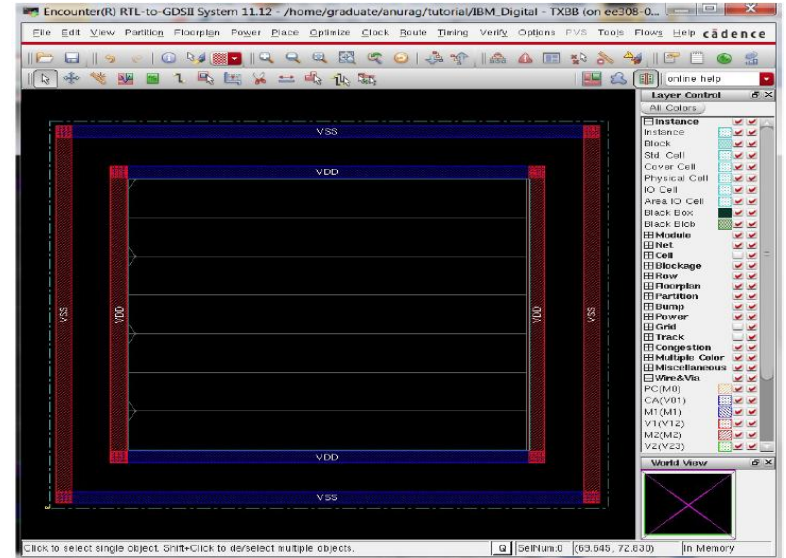 Encounter(R) RTL-to-GDSII System 11.12 - /home/graduate/anurag/tutorial/IBM_Digital - TXBB (on ee308-0...
File Edit View Partition Floorplan Power Place Optimize Clock Route Timing Verify Options PVS Tools Flows Help cādence
online help
Layer Control
All Colors
Instance
Instance
Block
Std. Cell
Cover Cell
Physical Cell
IO Cell
Area IO Cell
Black Box
Black Blob
Module
Net
Cell
Blockage
Row
Floorplan
Partition
Bump
Power
Grid
Track
Congestion
Multiple Color
Miscellaneous
Wire&Via
PC(M0)
CA(V01)
M1(M1)
V1(V12)
M2(M2)
V2(V23)
World View
VSS
VDD
VSS
VDD
VDD
VSS
VDD
VSS
Click to select single object. Shift+Click to de/select multiple objects.
Q
SelNum:0
(69.645, 72.830)
In Memory